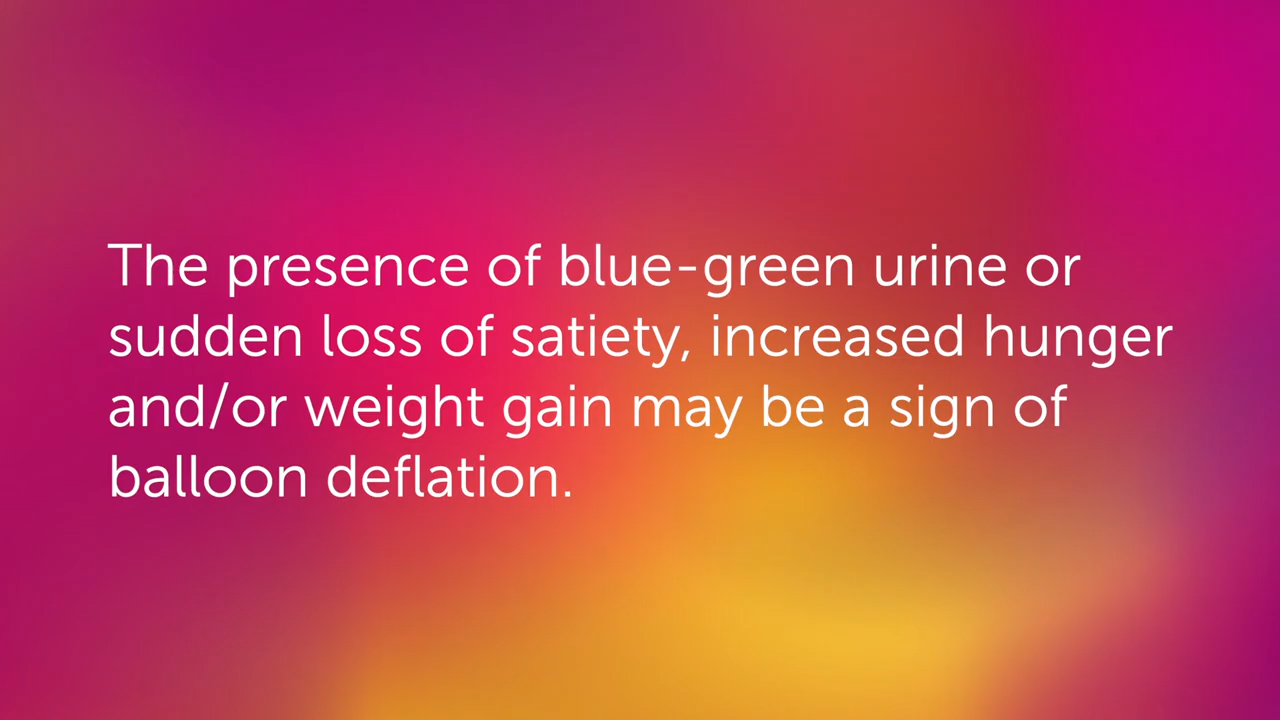 The presence of blue-green urine or
sudden loss of satiety, increased hunger
and/or weight gain may be a sign of
balloon deflation.